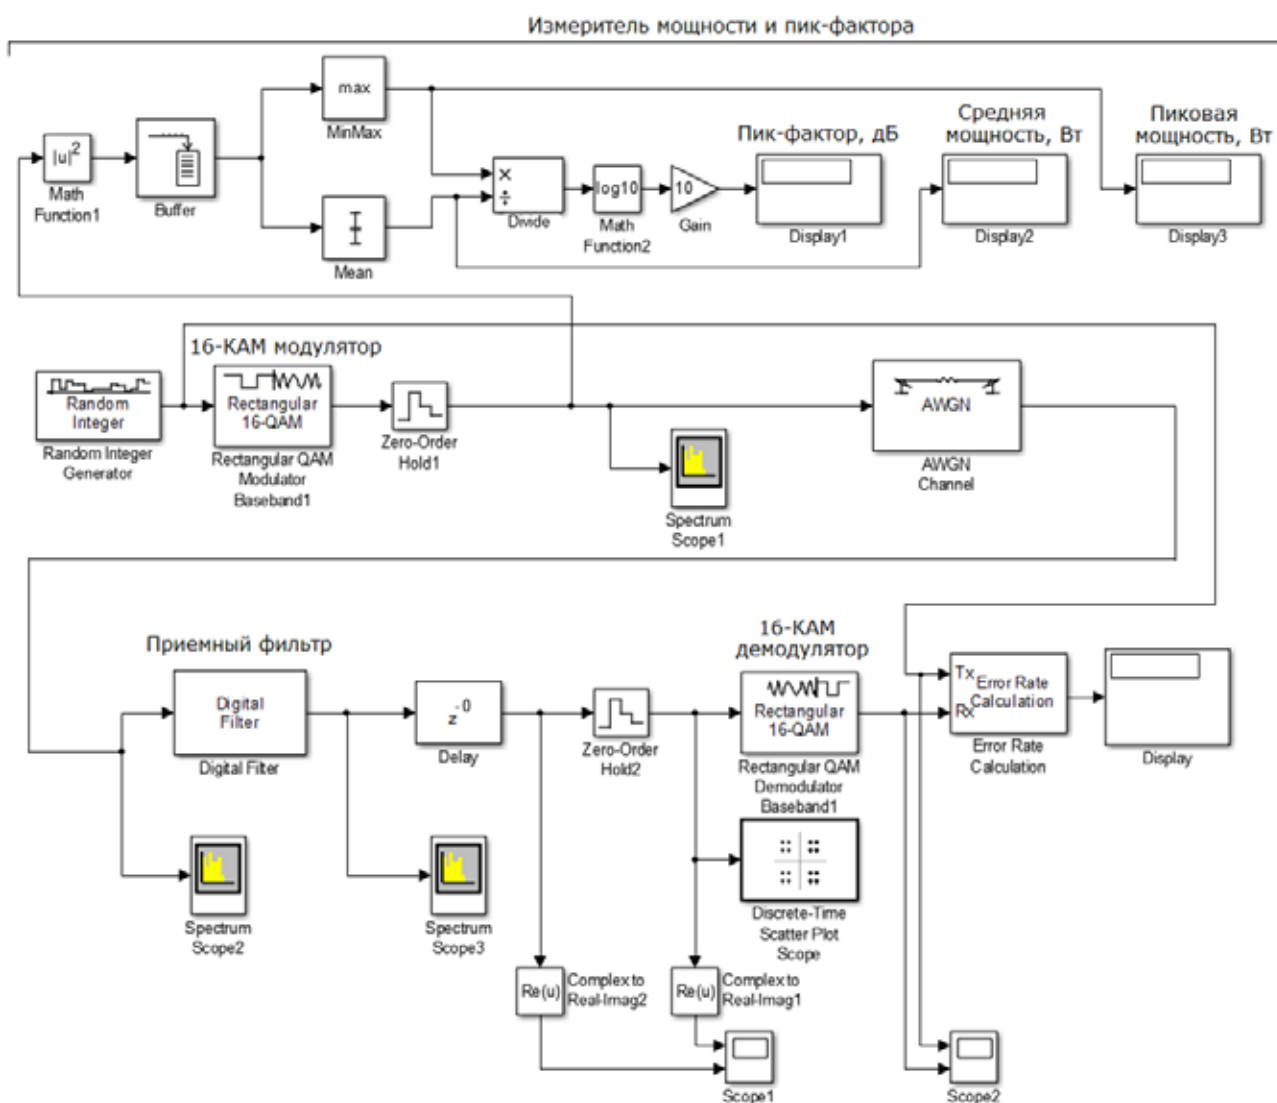 Измеритель мощности и пик-фактора
max
MinMax
|u|²
Math
Function1
Buffer
Mean
×
÷
Divide
log10
Math
Function2
10
Gain
Пик-фактор, дБ
Display1
Средняя
мощность, Вт
Display2
Пиковая
мощность, Вт
Display3
16-КАМ модулятор
Random
Integer
Random Integer
Generator
Rectangular
16-QAM
Rectangular QAM
Modulator
Baseband1
Zero-Order
Hold1
Spectrum
Scope1
AWGN
AWGN
Channel
Приемный фильтр
Digital
Filter
Digital Filter
z⁻⁰
Delay
Zero-Order
Hold2
16-КАМ
демодулятор
Rectangular
16-QAM
Rectangular QAM
Demodulator
Baseband1
Tx
Rx
Error Rate
Calculation
Error Rate
Calculation
Display
Spectrum
Scope2
Spectrum
Scope3
Discrete-Time
Scatter Plot
Scope
Re(u)
Complex to
Real-Imag2
Re(u)
Complex to
Real-Imag1
Scope1
Scope2